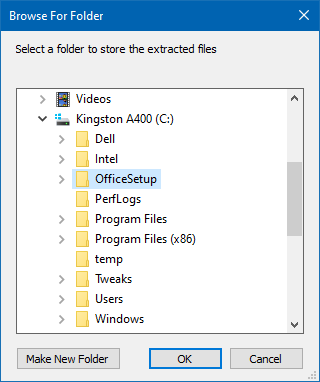 Browse For Folder
Select a folder to store the extracted files
Videos
Kingston A400 (C:)
Dell
Intel
OfficeSetup
PerfLogs
Program Files
Program Files (x86)
temp
Tweaks
Users
Windows
Make New Folder
OK
Cancel